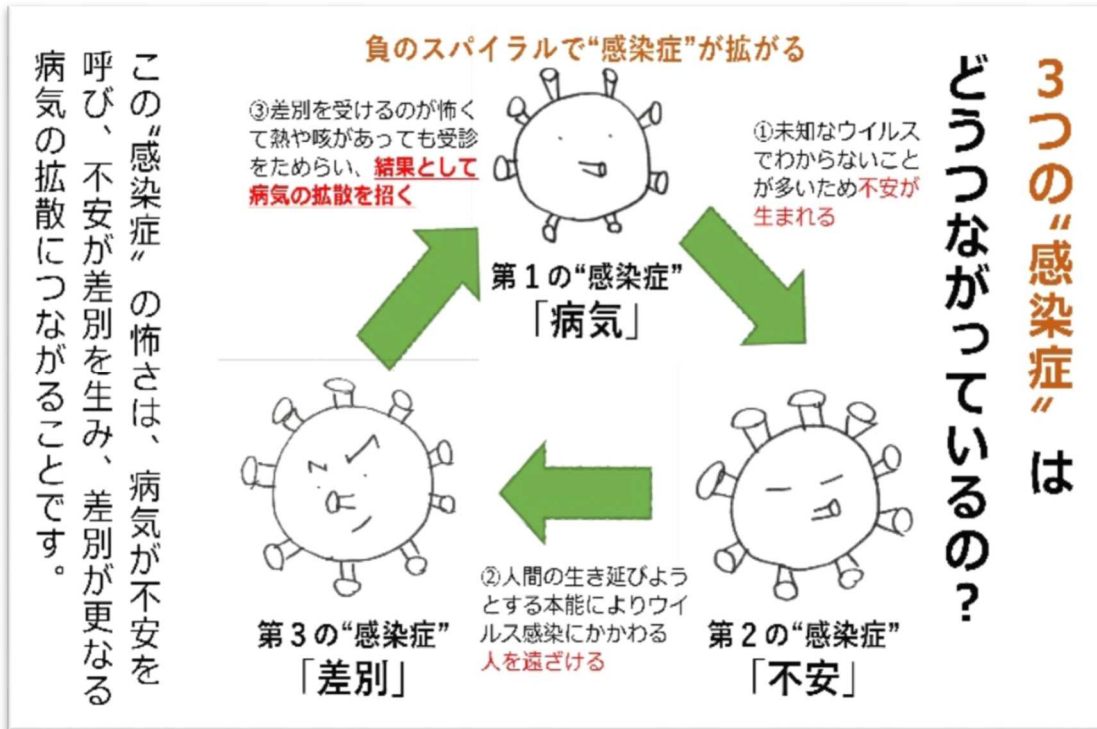 3つの“感染症”は
どうつながっているの？
負のスパイラルで“感染症”が拡がる
①未知なウイルス
でわからないこと
が多いため不安が
生まれる
③差別を受けるのが怖く
て熱や咳があっても受診
をためらい、結果として
病気の拡散を招く
第1の“感染症”
「病気」
②人間の生き延びよう
とする本能によりウイ
ルス感染にかかわる
人を遠ざける
第2の“感染症”
「不安」
第3の“感染症”
「差別」
この“感染症”の怖さは、病気が不安を
呼び、不安が差別を生み、差別が更なる
病気の拡散につながることです。